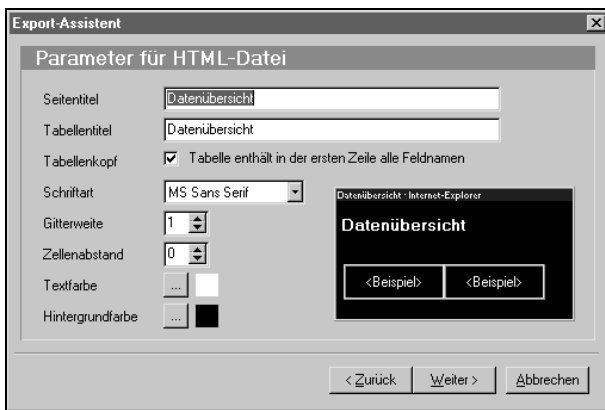 Export-Assistent
Parameter für HTML-Datei
Seitentitel Datenübersicht
Tabellentitel Datenübersicht
Tabellenkopf Tabelle enthält in der ersten Zeile alle Feldnamen
Schriftart MS Sans Serif
Gitterweite 1
Zellenabstand 0
Textfarbe ...
Hintergrundfarbe ...
Datenübersicht - Internet-Explorer
Datenübersicht
<Beispiel> <Beispiel>
< Zurück Weiter > Abbrechen